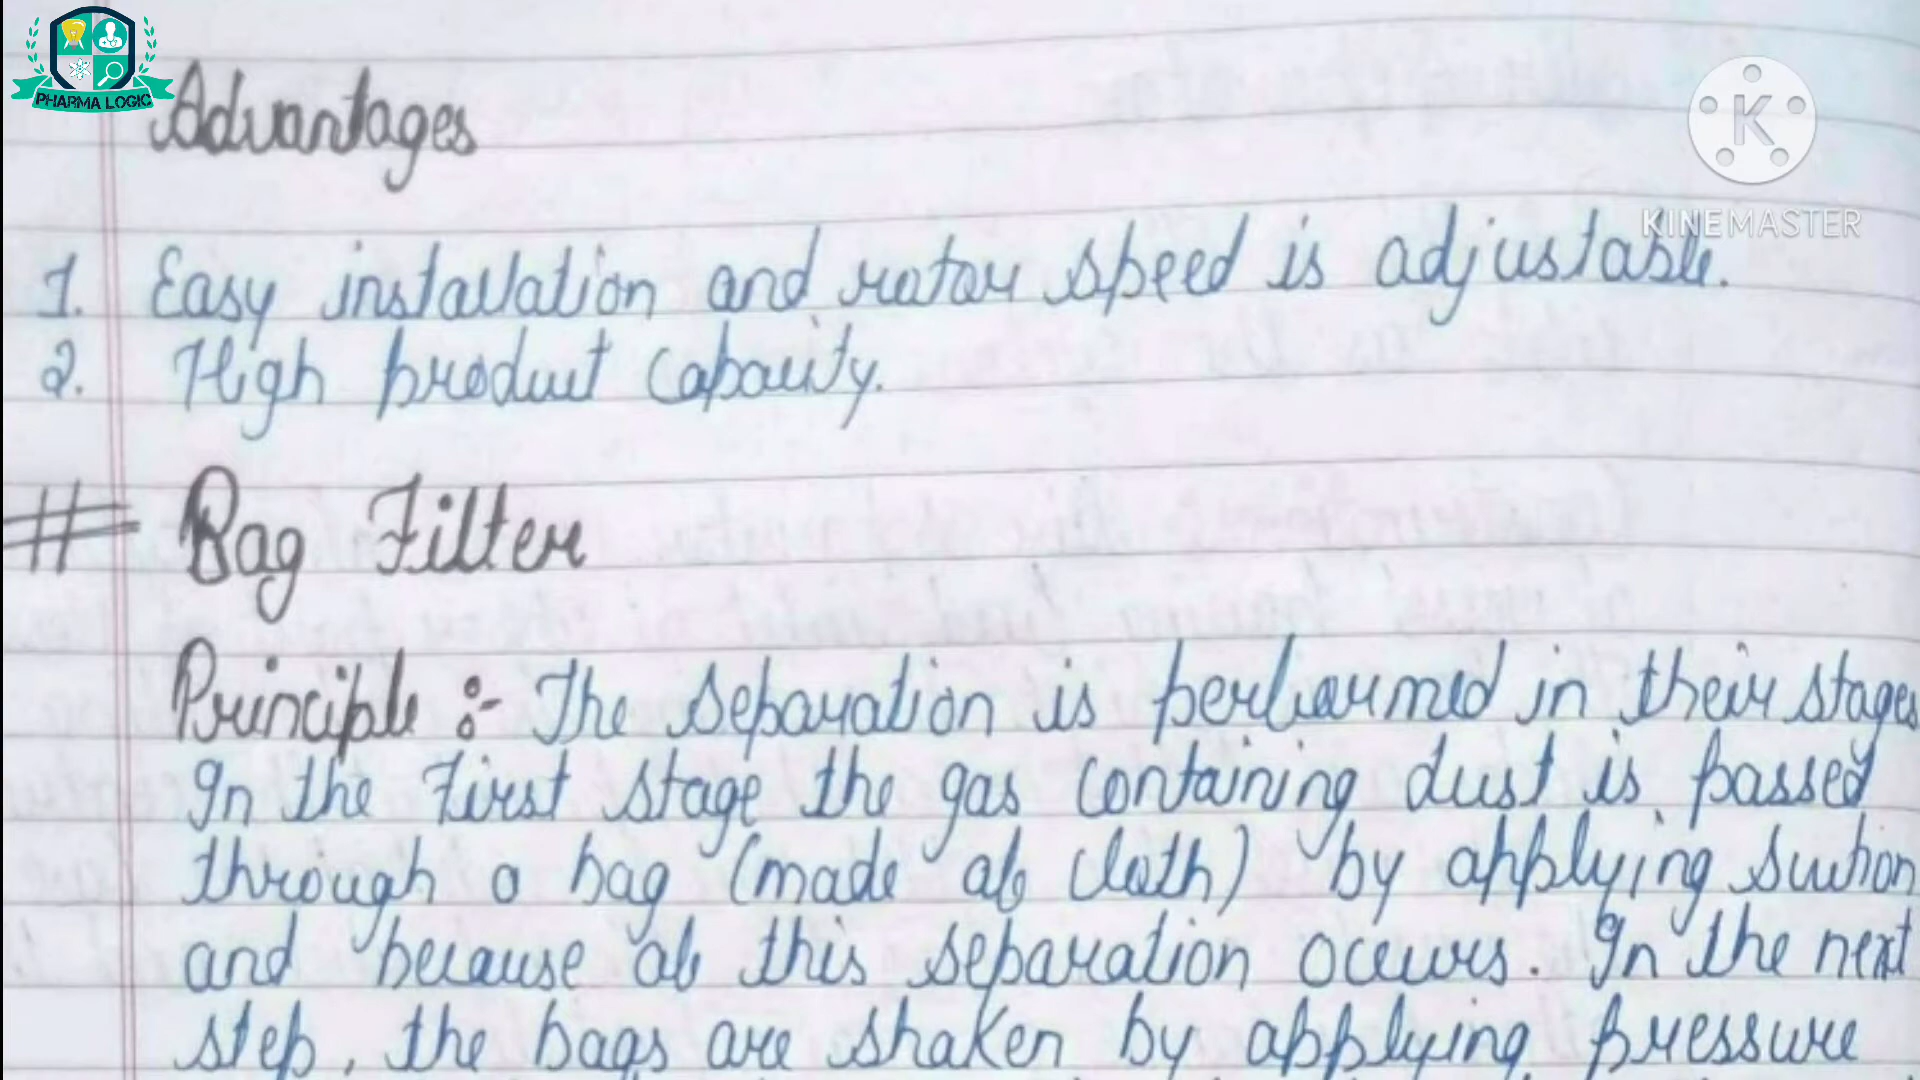 PHARMA LOGIC
Advantages
KINEMASTER
1. Easy installation and rotor speed is adjustable.
2. High product capacity.
# Bag Filter
Principle :- The separation is performed in their stages
In the first stage the gas containing dust is passed
through a bag (made of cloth) by applying suction
and because of this separation occurs. In the next
step, the bags are shaken by applying pressure